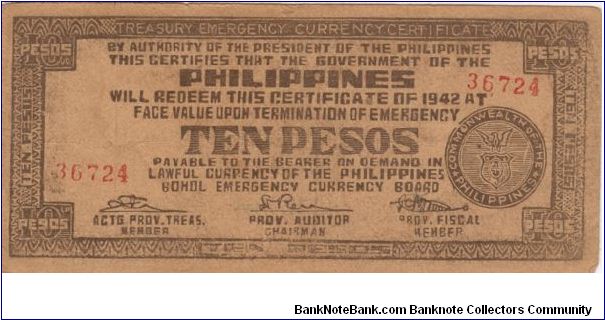 TREASURY EMERGENCY CURRENCY CERTIFICATE
PESOS PESOS
BY AUTHORITY OF THE PRESIDENT OF THE PHILIPPINES
THIS CERTIFIES THAT THE GOVERNMENT OF THE
PHILIPPINES
36724
WILL REDEEM THIS CERTIFICATE OF 1942 AT
FACE VALUE UPON TERMINATION OF EMERGENCY
TEN PESOS
TEN PESOS
TEN PESOS
36724
PAYABLE TO THE BEARER ON DEMAND IN
LAWFUL CURRENCY OF THE PHILIPPINES
BOHOL EMERGENCY CURRENCY BOARD
COMMONWEALTH OF THE
PHILIPPINES
ACTG PROV. TREAS. PROV. AUDITOR PROV. FISCAL
MEMBER CHAIRMAN MEMBER
PESOS PESOS
BankNoteBank.com Banknote Collectors Community